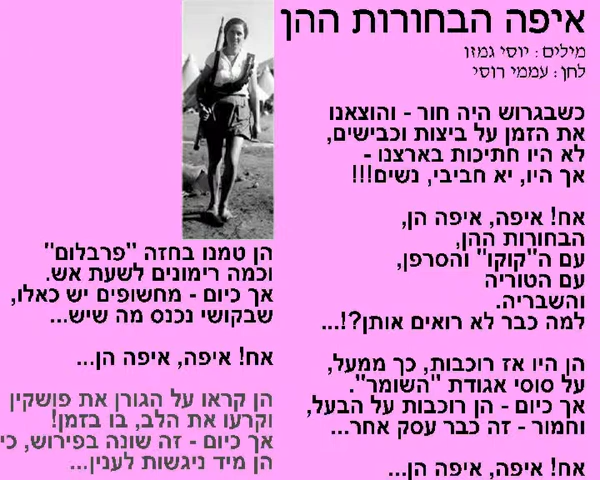 איפה הבחורות ההן
מילים: יוסי גמזו
לחן: עממי רוסי
כשבגרוש היה חור - והוצאנו
את הזמן על ביצות וכבישים,
לא היו חתיכות בארצנו -
אך היו, יא חביבי, נשים!!!
אח! איפה, איפה הן,
הבחורות ההן,
עם ה"קוקו" והסרפן,
עם הטוריה
והשבריה.
למה כבר לא רואים אותן?!...
הן היו אז רוכבות, כך ממעל,
על סוסי אגודת "השומר".
אך כיום - הן רוכבות על הבעל,
וחמור - זה כבר עסק אחר...
אח! איפה, איפה הן...
הן טמנו בחזה "פרבלום"
וכמה רימונים לשעת אש.
אך כיום - מחשופים יש כאלו,
שבקושי נכנס מה שיש...
אח! איפה, איפה הן...
הן קראו על הגורן את פושקין
וקרעו את הלב, בו בזמן!
אך כיום - זה שונה בפירוש, כי
הן מיד ניגשות לענין...